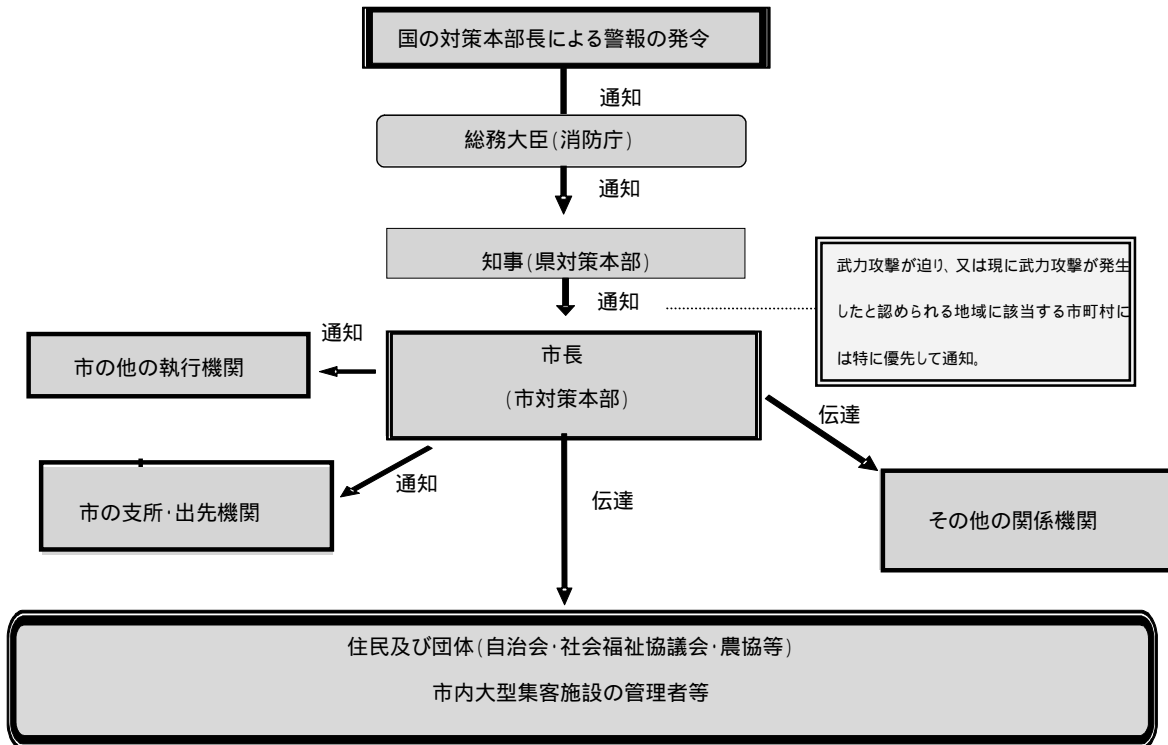 国の対策本部長による警報の発令
通知
総務大臣(消防庁)
通知
知事(県対策本部)
通知
武力攻撃が迫り、又は現に武力攻撃が発生
したと認められる地域に該当する市町村に
は特に優先して通知。
通知
市の他の執行機関
市長
(市対策本部)
伝達
通知
市の支所・出先機関
伝達
その他の関係機関
住民及び団体(自治会・社会福祉協議会・農協等)
市内大型集客施設の管理者等